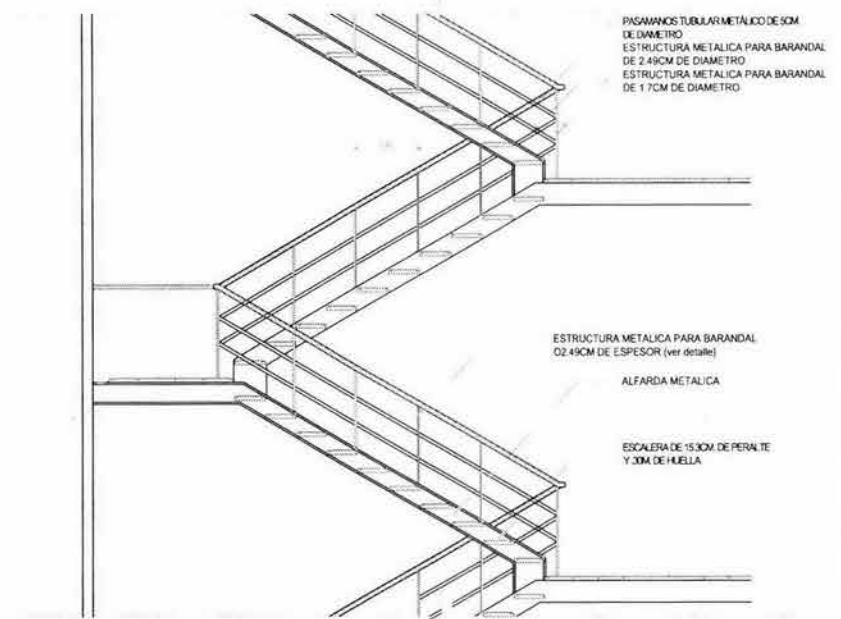 PASAMANOS TUBULAR METÁLICO DE 5CM
DE DIAMETRO
ESTRUCTURA METALICA PARA BARANDAL
DE 2.49CM DE DIAMETRO
ESTRUCTURA METALICA PARA BARANDAL
DE 1.7CM DE DIAMETRO
ESTRUCTURA METALICA PARA BARANDAL
O2.49CM DE ESPESOR (ver detalle)
ALFARDA METALICA
ESCALERA DE 15.3CM. DE PERALTE
Y .30M. DE HUELLA